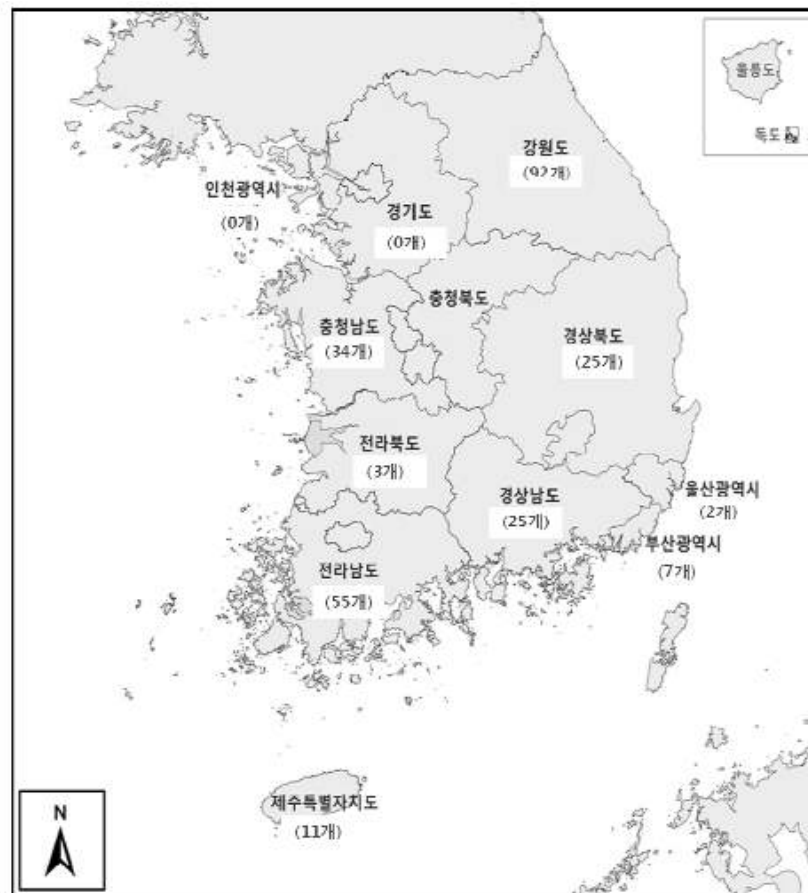 울릉도
독도
강원도
(92개)
인천광역시
(0개)
경기도
(0개)
충청북도
충청남도
(34개)
경상북도
(25개)
전라북도
(3개)
경상남도
(25개)
울산광역시
(2개)
부산광역시
(7개)
전라남도
(55개)
제주특별자치도
(11개)
N